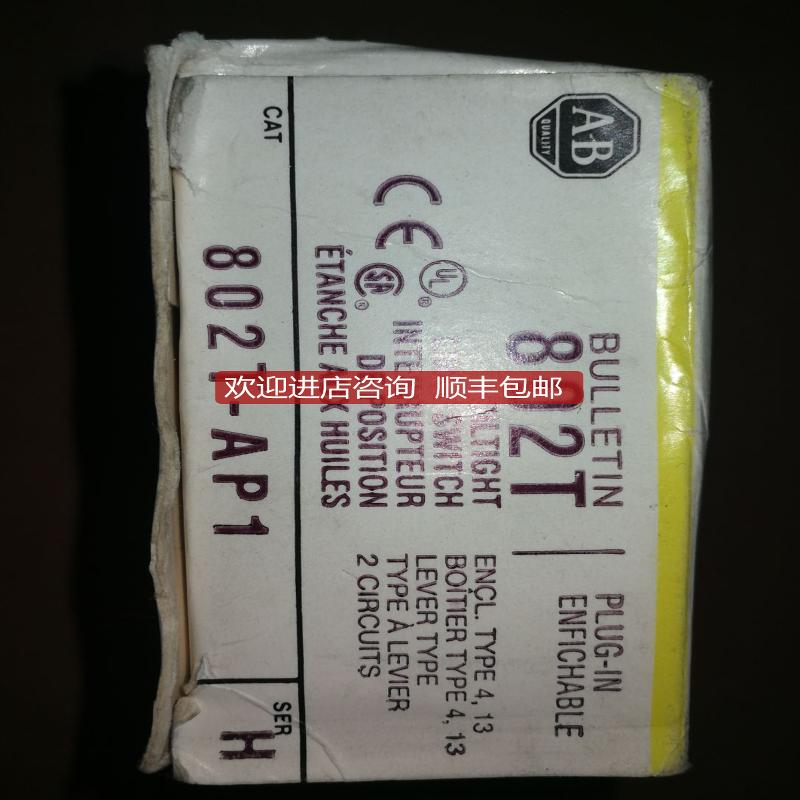 AB
QUALITY
BULLETIN
802T
PLUG-IN
ENFICHABLE
SWITCH
INTERRUPTEUR
DE POSITION
ÉTANCHE AUX HUILES
ENCL. TYPE 4, 13
BOÎTIER TYPE 4, 13
LEVER TYPE
TYPE À LEVIER
2 CIRCUITS
CE
UL
SA
CAT
802T-AP1
SER
H
欢迎进店咨询 顺丰包邮